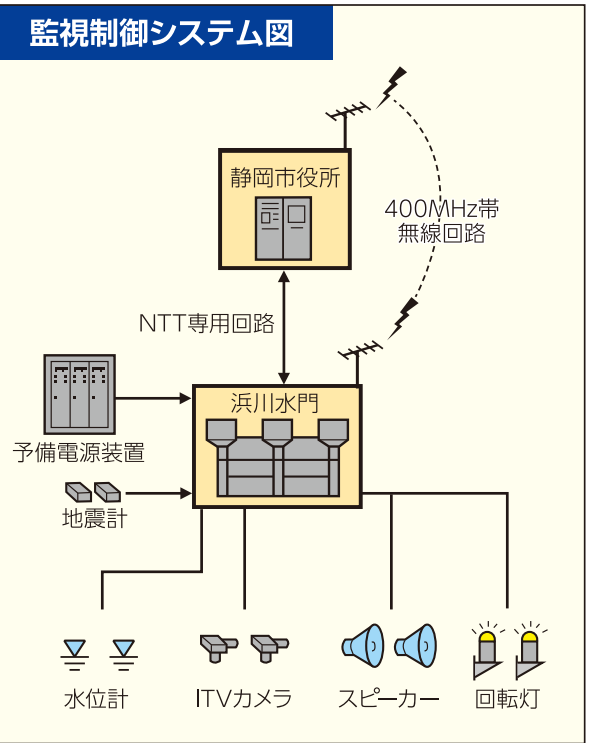 監視制御システム図
静岡市役所
400MHz帯
無線回路
NTT専用回路
浜川水門
予備電源装置
地震計
水位計
ITVカメラ
スピーカー
回転灯